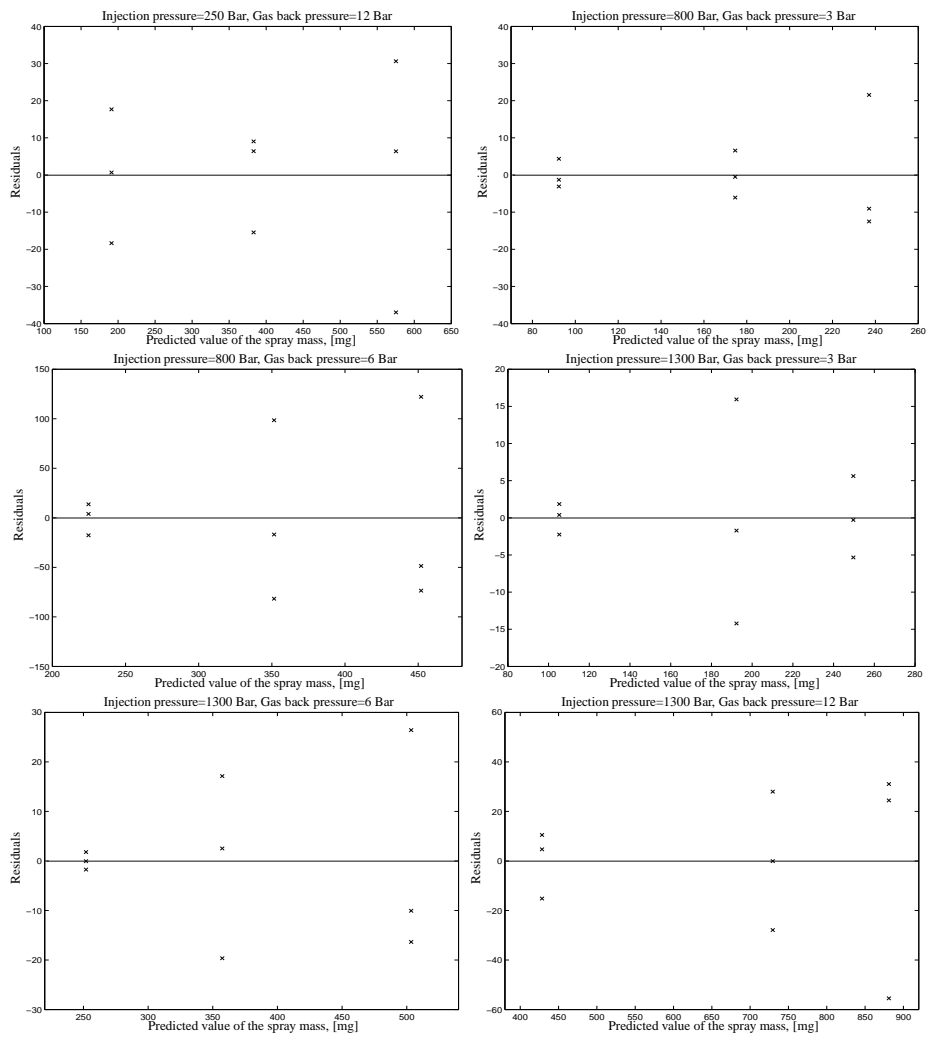 Injection pressure=250 Bar, Gas back pressure=12 Bar
40
30
20
10
0
−10
−20
−30
−40
Residuals
100 150 200 250 300 350 400 450 500 550 600 650
Predicted value of the spray mass, [mg]
Injection pressure=800 Bar, Gas back pressure=3 Bar
40
30
20
10
0
−10
−20
−30
−40
Residuals
80 100 120 140 160 180 200 220 240 260
Predicted value of the spray mass, [mg]
Injection pressure=800 Bar, Gas back pressure=6 Bar
150
100
50
0
−50
−100
−150
Residuals
200 250 300 350 400 450
Predicted value of the spray mass, [mg]
Injection pressure=1300 Bar, Gas back pressure=3 Bar
20
15
10
5
0
−5
−10
−15
−20
Residuals
80 100 120 140 160 180 200 220 240 260 280
Predicted value of the spray mass, [mg]
Injection pressure=1300 Bar, Gas back pressure=6 Bar
30
20
10
0
−10
−20
−30
Residuals
250 300 350 400 450 500
Predicted value of the spray mass, [mg]
Injection pressure=1300 Bar, Gas back pressure=12 Bar
60
40
20
0
−20
−40
−60
Residuals
400 450 500 550 600 650 700 750 800 850 900
Predicted value of the spray mass, [mg]